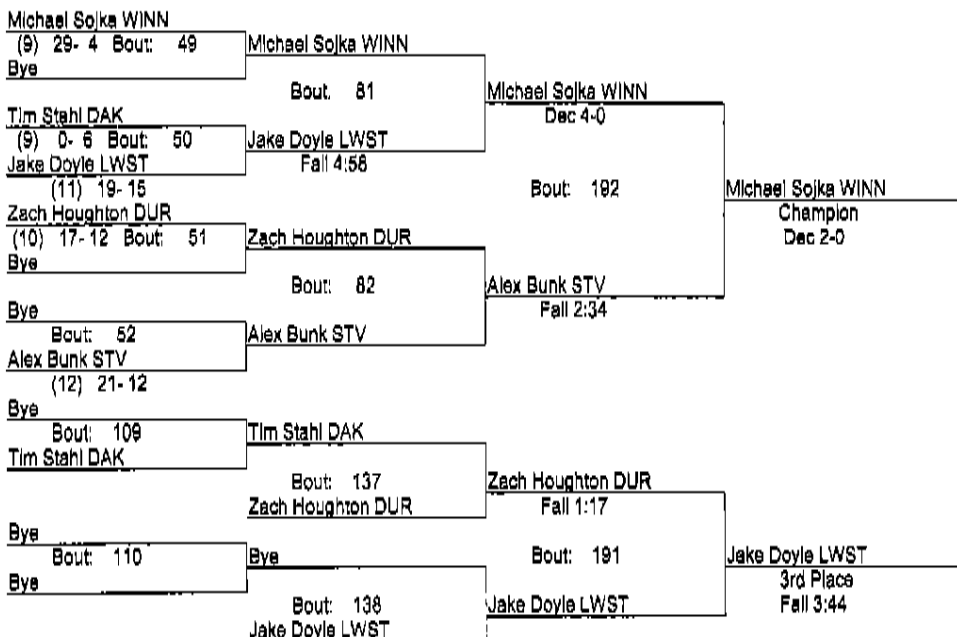 Michael Sojka WINN
(9) 29- 4 Bout: 49
Bye
Michael Sojka WINN
Bout. 81
Tim Stahl DAK
(9) 0- 6 Bout: 50
Jake Doyle LWST
(11) 19- 15
Jake Doyle LWST
Fall 4:58
Michael Sojka WINN
Dec 4-0
Zach Houghton DUR
(10) 17- 12 Bout: 51
Bye
Zach Houghton DUR
Bout: 82
Bye
Bout: 52
Alex Bunk STV
(12) 21- 12
Alex Bunk STV
Alex Bunk STV
Fall 2:34
Bout: 192
Michael Sojka WINN
Champion
Dec 2-0
Bye
Bout: 109
Tim Stahl DAK
Tim Stahl DAK
Bout: 137
Zach Houghton DUR
Zach Houghton DUR
Fall 1:17
Bye
Bout: 110
Bye
Bye
Bout: 138
Jake Doyle LWST
Jake Doyle LWST
Bout: 191
Jake Doyle LWST
3rd Place
Fall 3:44